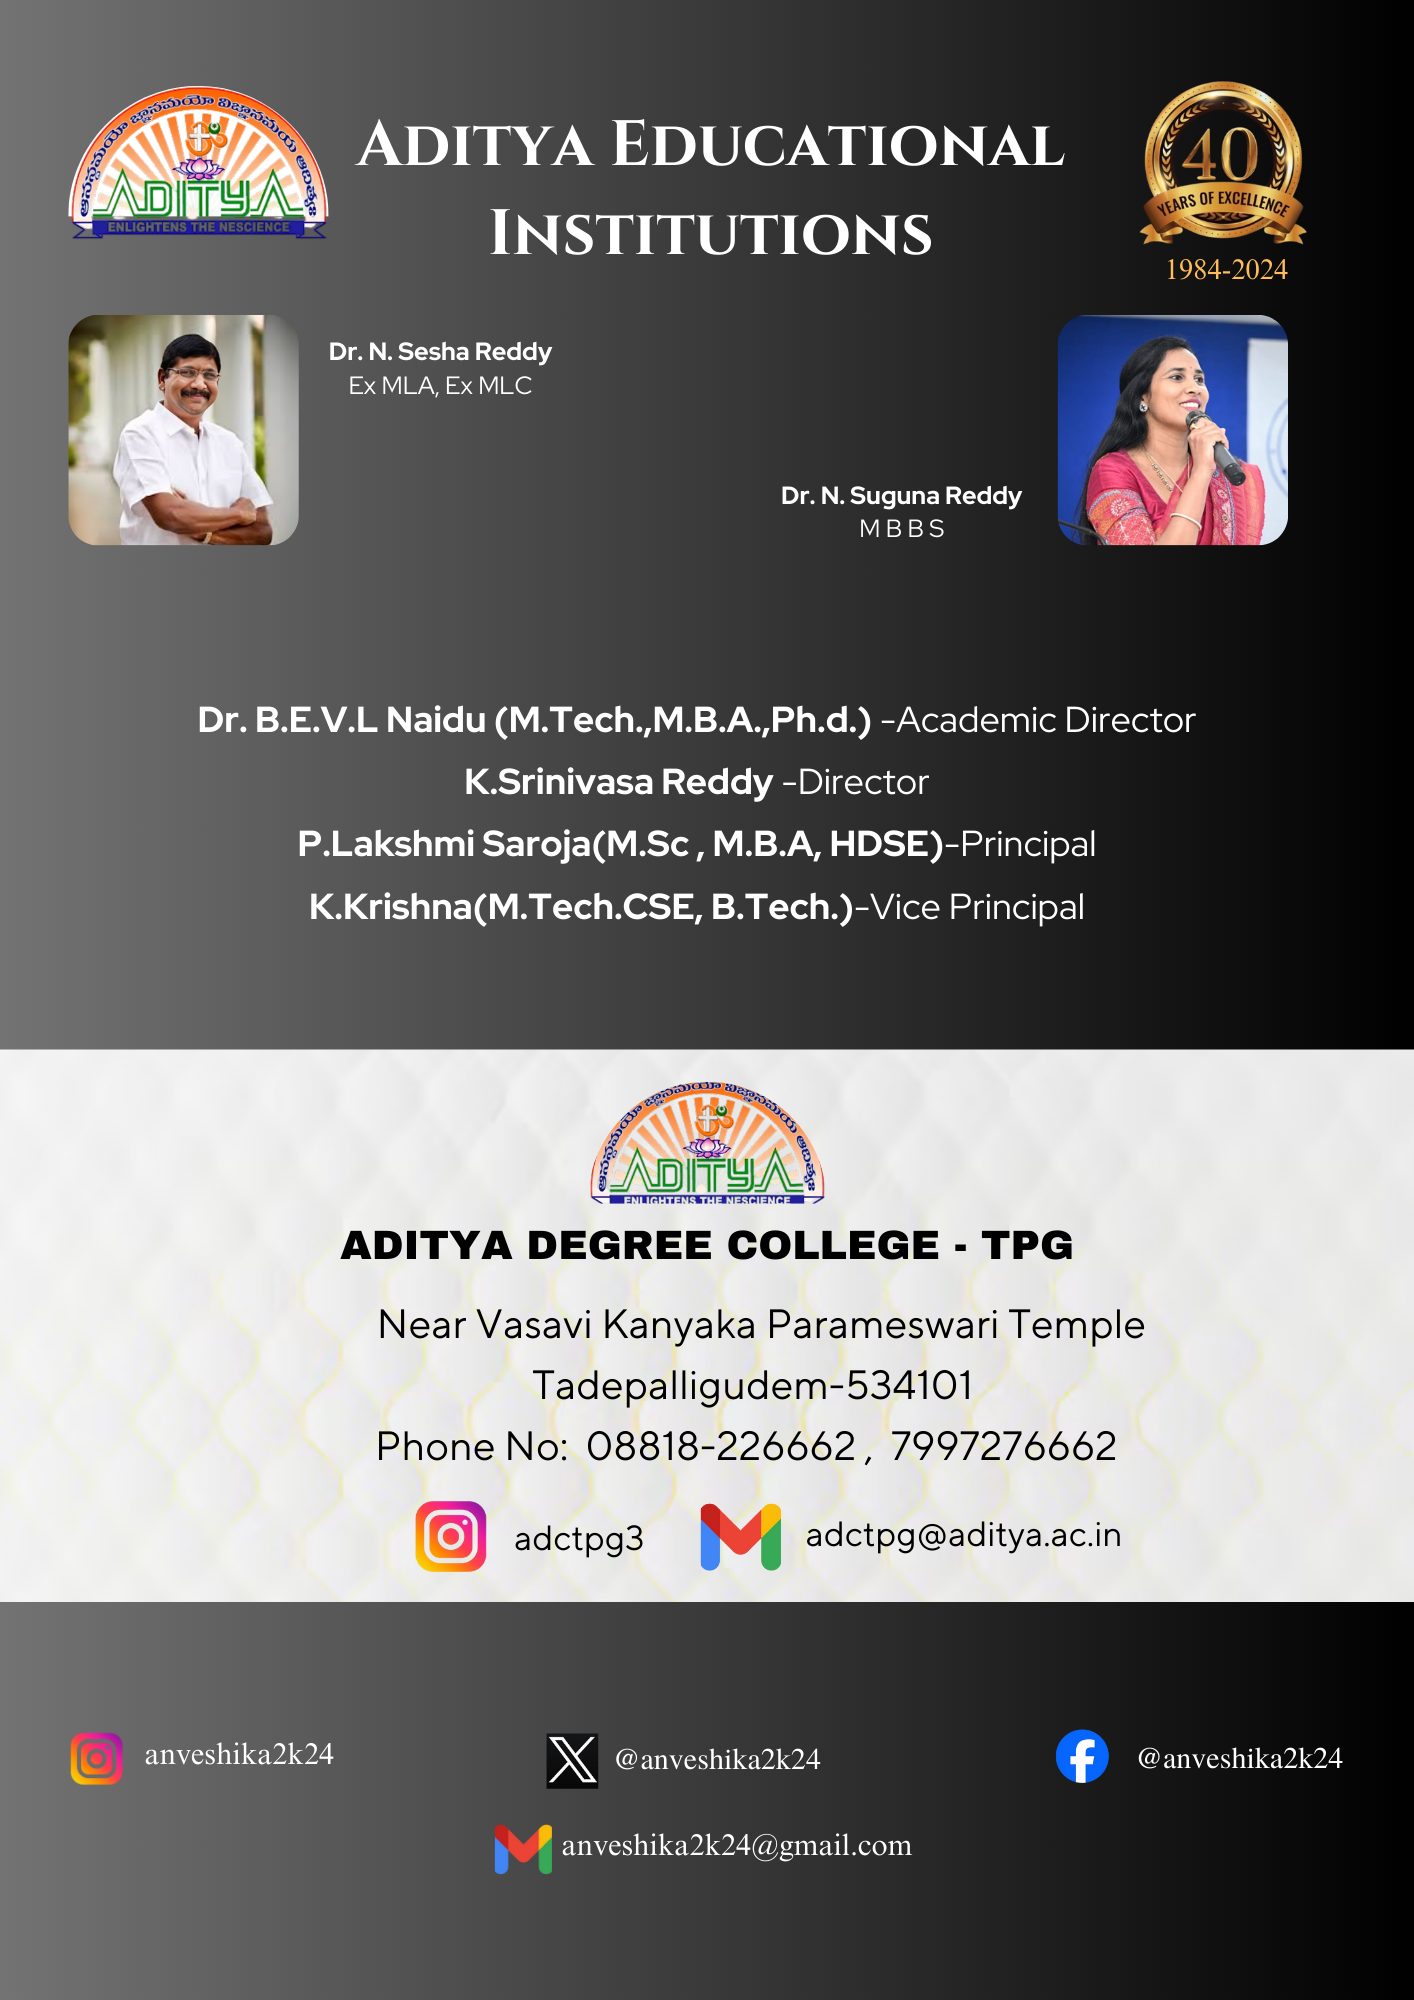 ADITYA
ENLIGHTENS THE NESCIENCE
ADITYA EDUCATIONAL
INSTITUTIONS
40
YEARS OF EXCELLENCE
1984-2024
Dr. N. Sesha Reddy
Ex MLA, Ex MLC
Dr. N. Suguna Reddy
MBBS
Dr. B.E.V.L Naidu (M.Tech.,M.B.A.,Ph.d.) -Academic Director
K.Srinivasa Reddy -Director
P.Lakshmi Saroja(M.Sc , M.B.A, HDSE)-Principal
K.Krishna(M.Tech.CSE, B.Tech.)-Vice Principal
ADITYA
ENLIGHTENS THE NESCIENCE
ADITYA DEGREE COLLEGE - TPG
Near Vasavi Kanyaka Parameswari Temple
Tadepalligudem-534101
Phone No: 08818-226662 , 7997276662
adctpg3
adctpg@aditya.ac.in
anveshika2k24
@anveshika2k24
@anveshika2k24
anveshika2k24@gmail.com